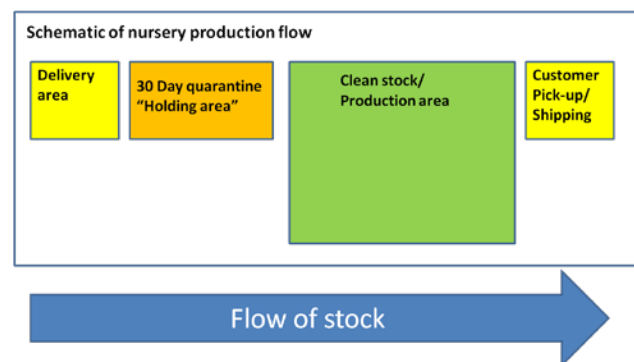 Schematic of nursery production flow
Delivery
area
30 Day quarantine
“Holding area”
Clean stock/
Production area
Customer
Pick-up/
Shipping
Flow of stock